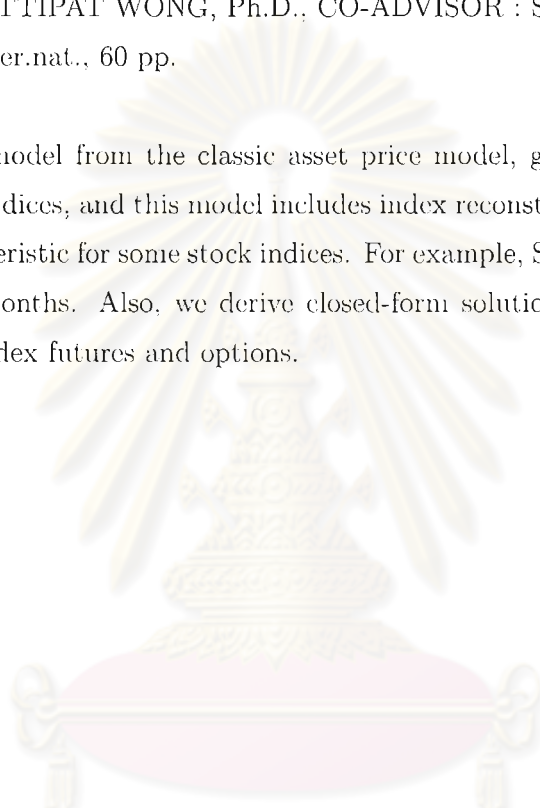 TTIPAT WONG, Ph.D., CO-ADVISOR : S
er.nat., 60 pp.
nodel from the classic asset price model, g
dices, and this model includes index reconst
eristic for some stock indices. For example, S
onths. Also, we derive closed-form solutio
dex futures and options.